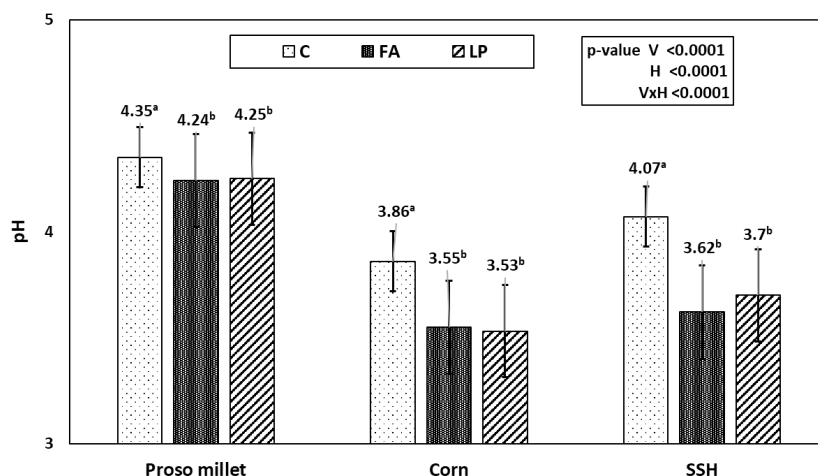 5
C FA LP
p-value V <0.0001
H <0.0001
VxH <0.0001
4.35ᵃ 4.24ᵇ 4.25ᵇ
4.07ᵃ
3.86ᵃ
3.55ᵇ 3.53ᵇ
3.62ᵇ 3.7ᵇ
pH
4
3
Proso millet Corn SSH